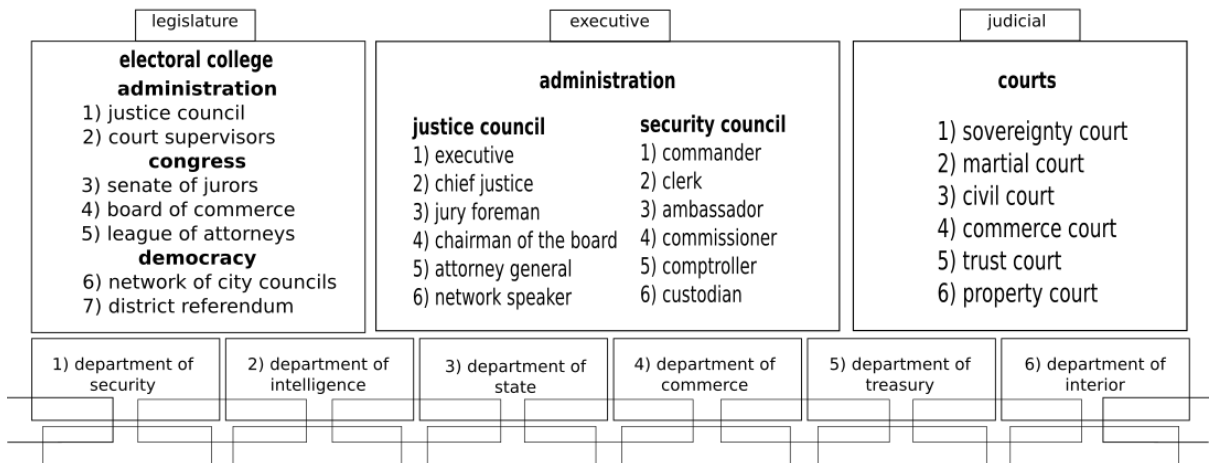 legislature
executive
judicial
electoral college
administration
1) justice council
2) court supervisors
congress
3) senate of jurors
4) board of commerce
5) league of attorneys
democracy
6) network of city councils
7) district referendum
administration
justice council
1) executive
2) chief justice
3) jury foreman
4) chairman of the board
5) attorney general
6) network speaker
security council
1) commander
2) clerk
3) ambassador
4) commissioner
5) comptroller
6) custodian
courts
1) sovereignty court
2) martial court
3) civil court
4) commerce court
5) trust court
6) property court
1) department of
security
2) department of
intelligence
3) department of
state
4) department of
commerce
5) department of
treasury
6) department of
interior